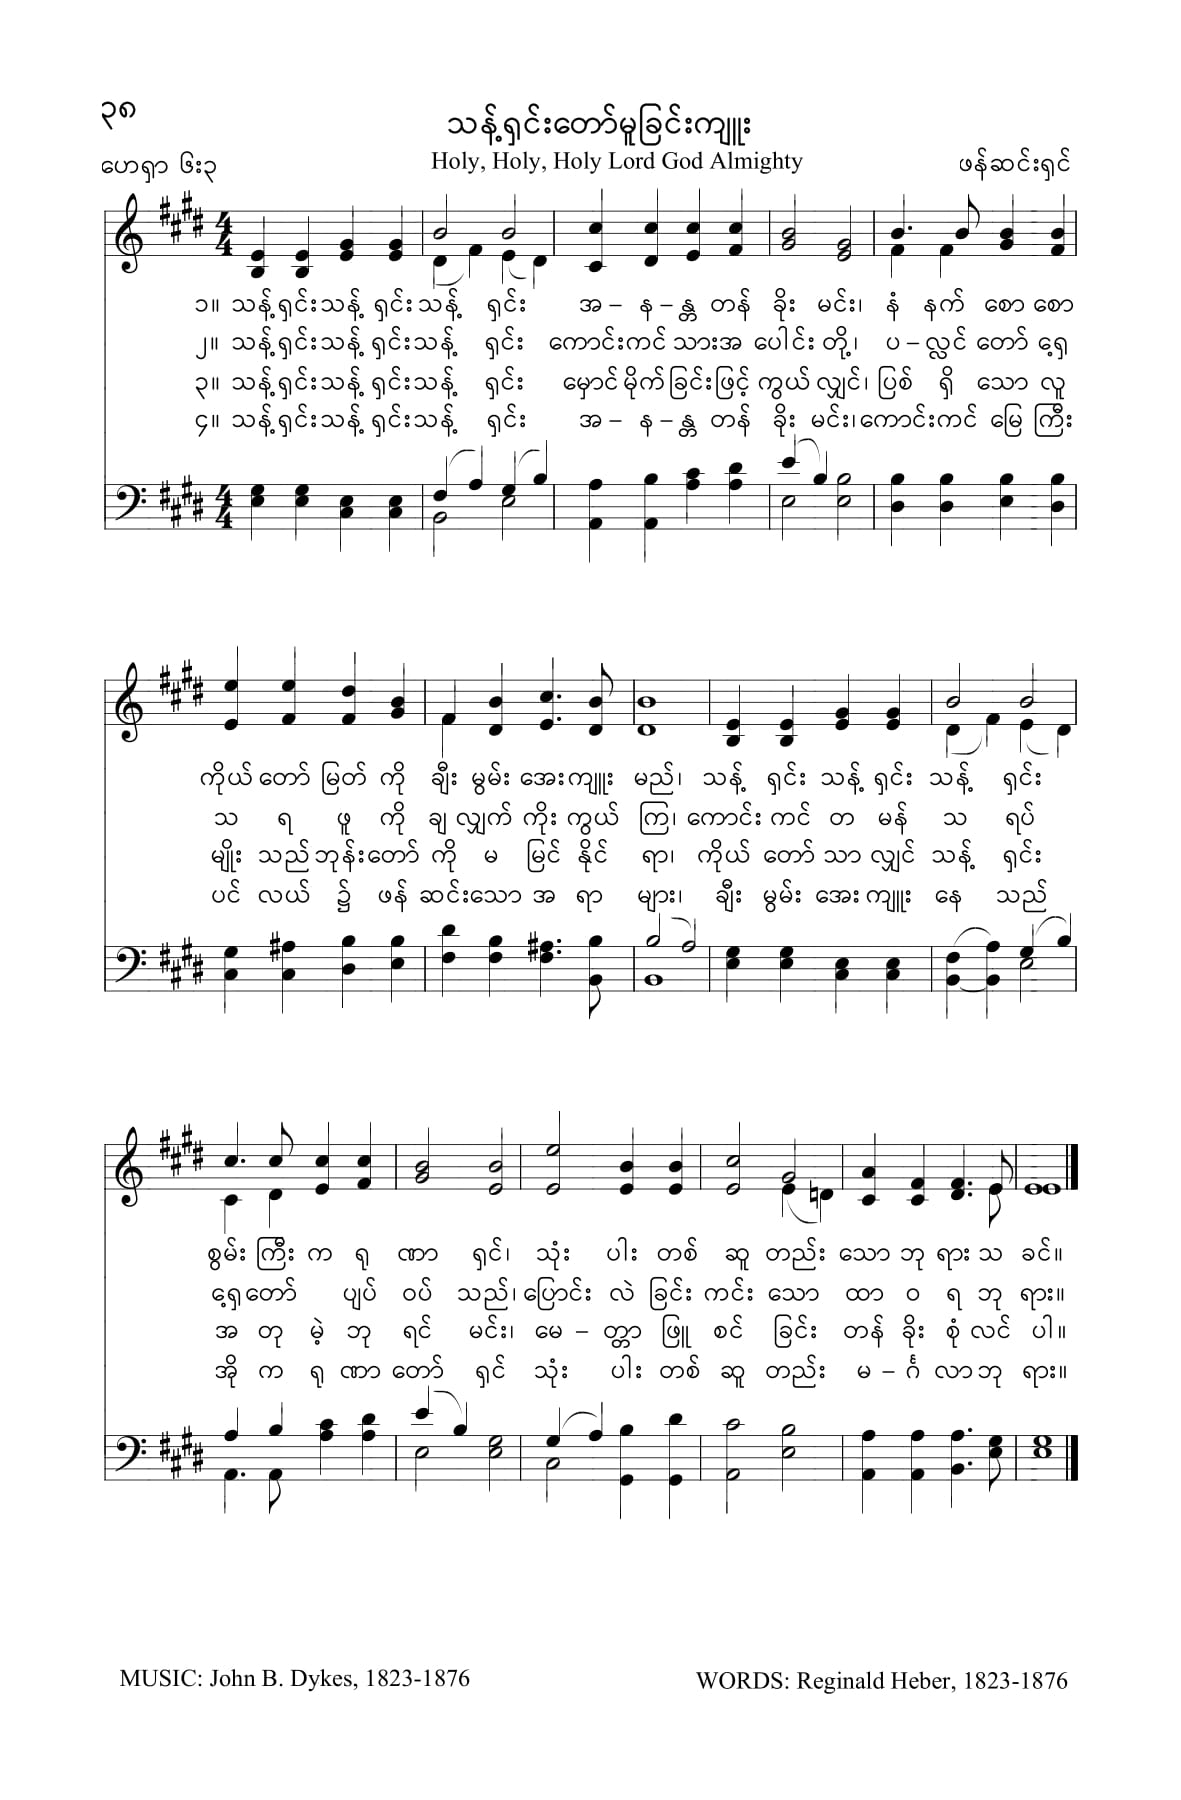 ၃၈
သန့်ရှင်းတော်မူခြင်းကျူး
ဟေရှာ ၆း၃
Holy, Holy, Holy Lord God Almighty
ဖန်ဆင်းရှင်
၁။ သန့်ရှင်းသန့် ရှင်းသန့် ရှင်း အ – န – န္တ တန် ခိုး မင်း၊ နံ နက် စော စော
၂။ သန့်ရှင်းသန့် ရှင်းသန့် ရှင်း ကောင်းကင် သားအ ပေါင်း တို့၊ ပ – လ္လင် တော် ရှေ့
၃။ သန့်ရှင်းသန့် ရှင်းသန့် ရှင်း မှောင် မိုက်ခြင်းဖြင့် ကွယ် လျှင်၊ ပြစ် ရှိ သော လူ
၄။ သန့်ရှင်းသန့် ရှင်းသန့် ရှင်း အ – န – န္တ တန် ခိုး မင်း၊ကောင်းကင် မြေ ကြီး
ကိုယ် တော် မြတ် ကို ချီး မွမ်း အေးကျူး မည်၊ သန့် ရှင်း သန့် ရှင်း သန့် ရှင်း
သ ရ ဖူ ကို ချ လျှက် ကိုး ကွယ် ကြ၊ ကောင်း ကင် တ မန် သ ရပ်
မျိုး သည် ဘုန်းတော် ကို မ မြင် နိုင် ရာ၊ ကိုယ် တော် သာ လျှင် သန့် ရှင်း
ပင် လယ် ၌ ဖန် ဆင်းသော အ ရာ များ၊ ချီး မွမ်း အေး ကျူး နေ သည်
စွမ်း ကြီး က ရု ဏာ ရှင်၊ သုံး ပါး တစ် ဆူ တည်း သော ဘု ရား သ ခင်။
ရှေ့တော် ပျပ် ဝပ် သည်၊ ပြောင်း လဲ ခြင်း ကင်း သော ထာ ဝ ရ ဘု ရား။
အ တု မဲ့ ဘု ရင် မင်း၊ မေ – တ္တာ ဖြူ စင် ခြင်း တန် ခိုး စုံ လင် ပါ။
အို က ရု ဏာ တော် ရှင် သုံး ပါး တစ် ဆူ တည်း မ – င်္ဂ လာ ဘု ရား။
MUSIC: John B. Dykes, 1823-1876
WORDS: Reginald Heber, 1823-1876